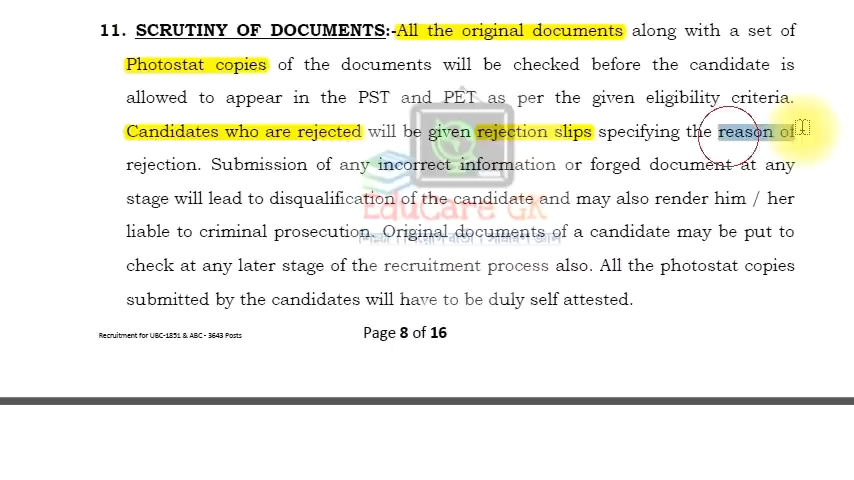 11. SCRUTINY OF DOCUMENTS:-All the original documents along with a set of
Photostat copies of the documents will be checked before the candidate is
allowed to appear in the PST and PET as per the given eligibility criteria.
Candidates who are rejected will be given rejection slips specifying the reason of
rejection. Submission of any incorrect information or forged document at any
stage will lead to disqualification of the candidate and may also render him / her
liable to criminal prosecution. Original documents of a candidate may be put to
check at any later stage of the recruitment process also. All the photostat copies
submitted by the candidates will have to be duly self attested.
EduCare GK
Recruitment for UBC-1851 & ABC - 3643 Posts
Page 8 of 16